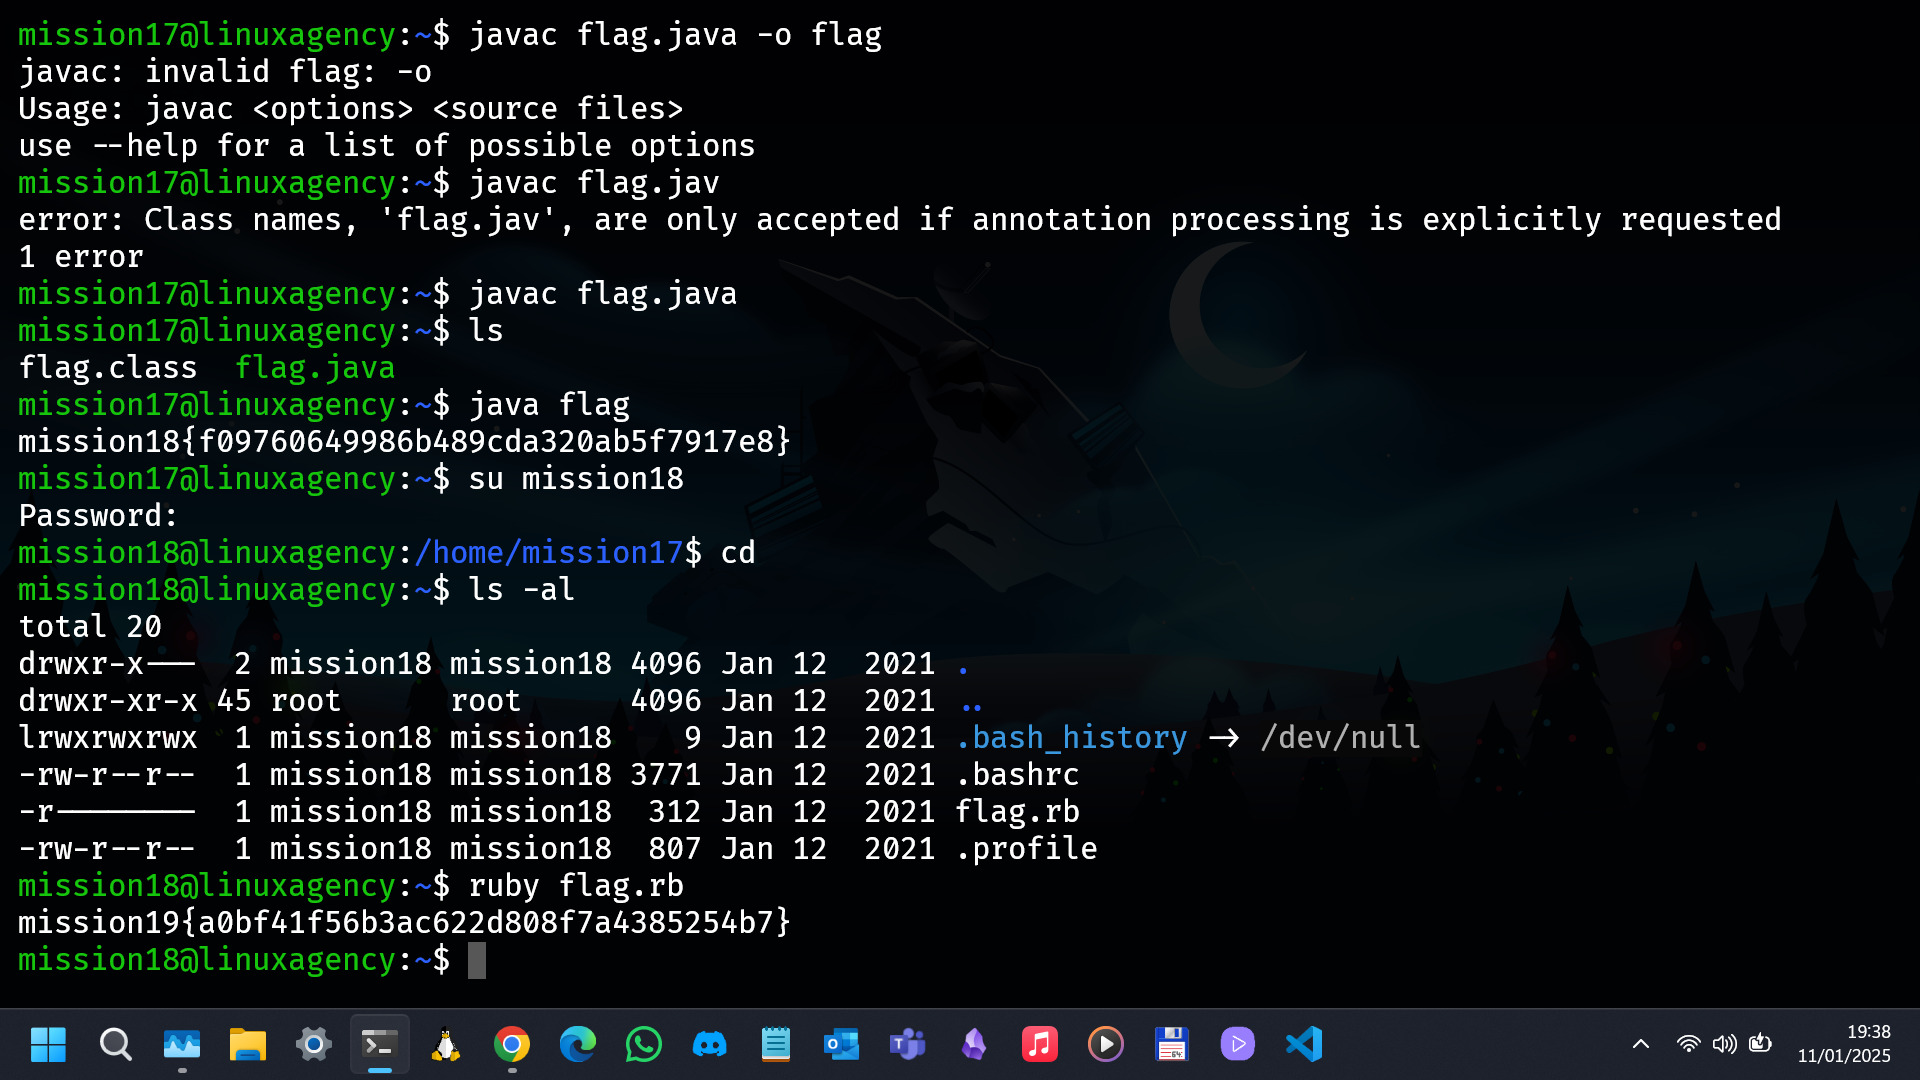 mission17@linuxagency:~$ javac flag.java -o flag
javac: invalid flag: -o
Usage: javac <options> <source files>
use --help for a list of possible options
mission17@linuxagency:~$ javac flag.jav
error: Class names, 'flag.jav', are only accepted if annotation processing is explicitly requested
1 error
mission17@linuxagency:~$ javac flag.java
mission17@linuxagency:~$ ls
flag.class  flag.java
mission17@linuxagency:~$ java flag
mission18{f09760649986b489cda320ab5f7917e8}
mission17@linuxagency:~$ su mission18
Password:
mission18@linuxagency:/home/mission17$ cd
mission18@linuxagency:~$ ls -al
total 20
drwxr-x---  2 mission18 mission18 4096 Jan 12  2021 .
drwxr-xr-x 45 root      root      4096 Jan 12  2021 ..
lrwxrwxrwx  1 mission18 mission18    9 Jan 12  2021 .bash_history -> /dev/null
-rw-r--r--  1 mission18 mission18 3771 Jan 12  2021 .bashrc
-r--------  1 mission18 mission18  312 Jan 12  2021 flag.rb
-rw-r--r--  1 mission18 mission18  807 Jan 12  2021 .profile
mission18@linuxagency:~$ ruby flag.rb
mission19{a0bf41f56b3ac622d808f7a4385254b7}
mission18@linuxagency:~$
19:38
11/01/2025